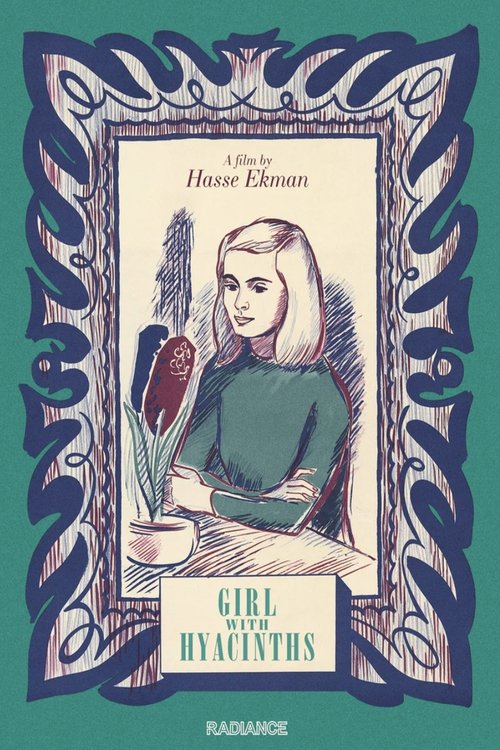 A film by
Hasse Ekman
GIRL
WITH
HYACINTHS
RADIANCE